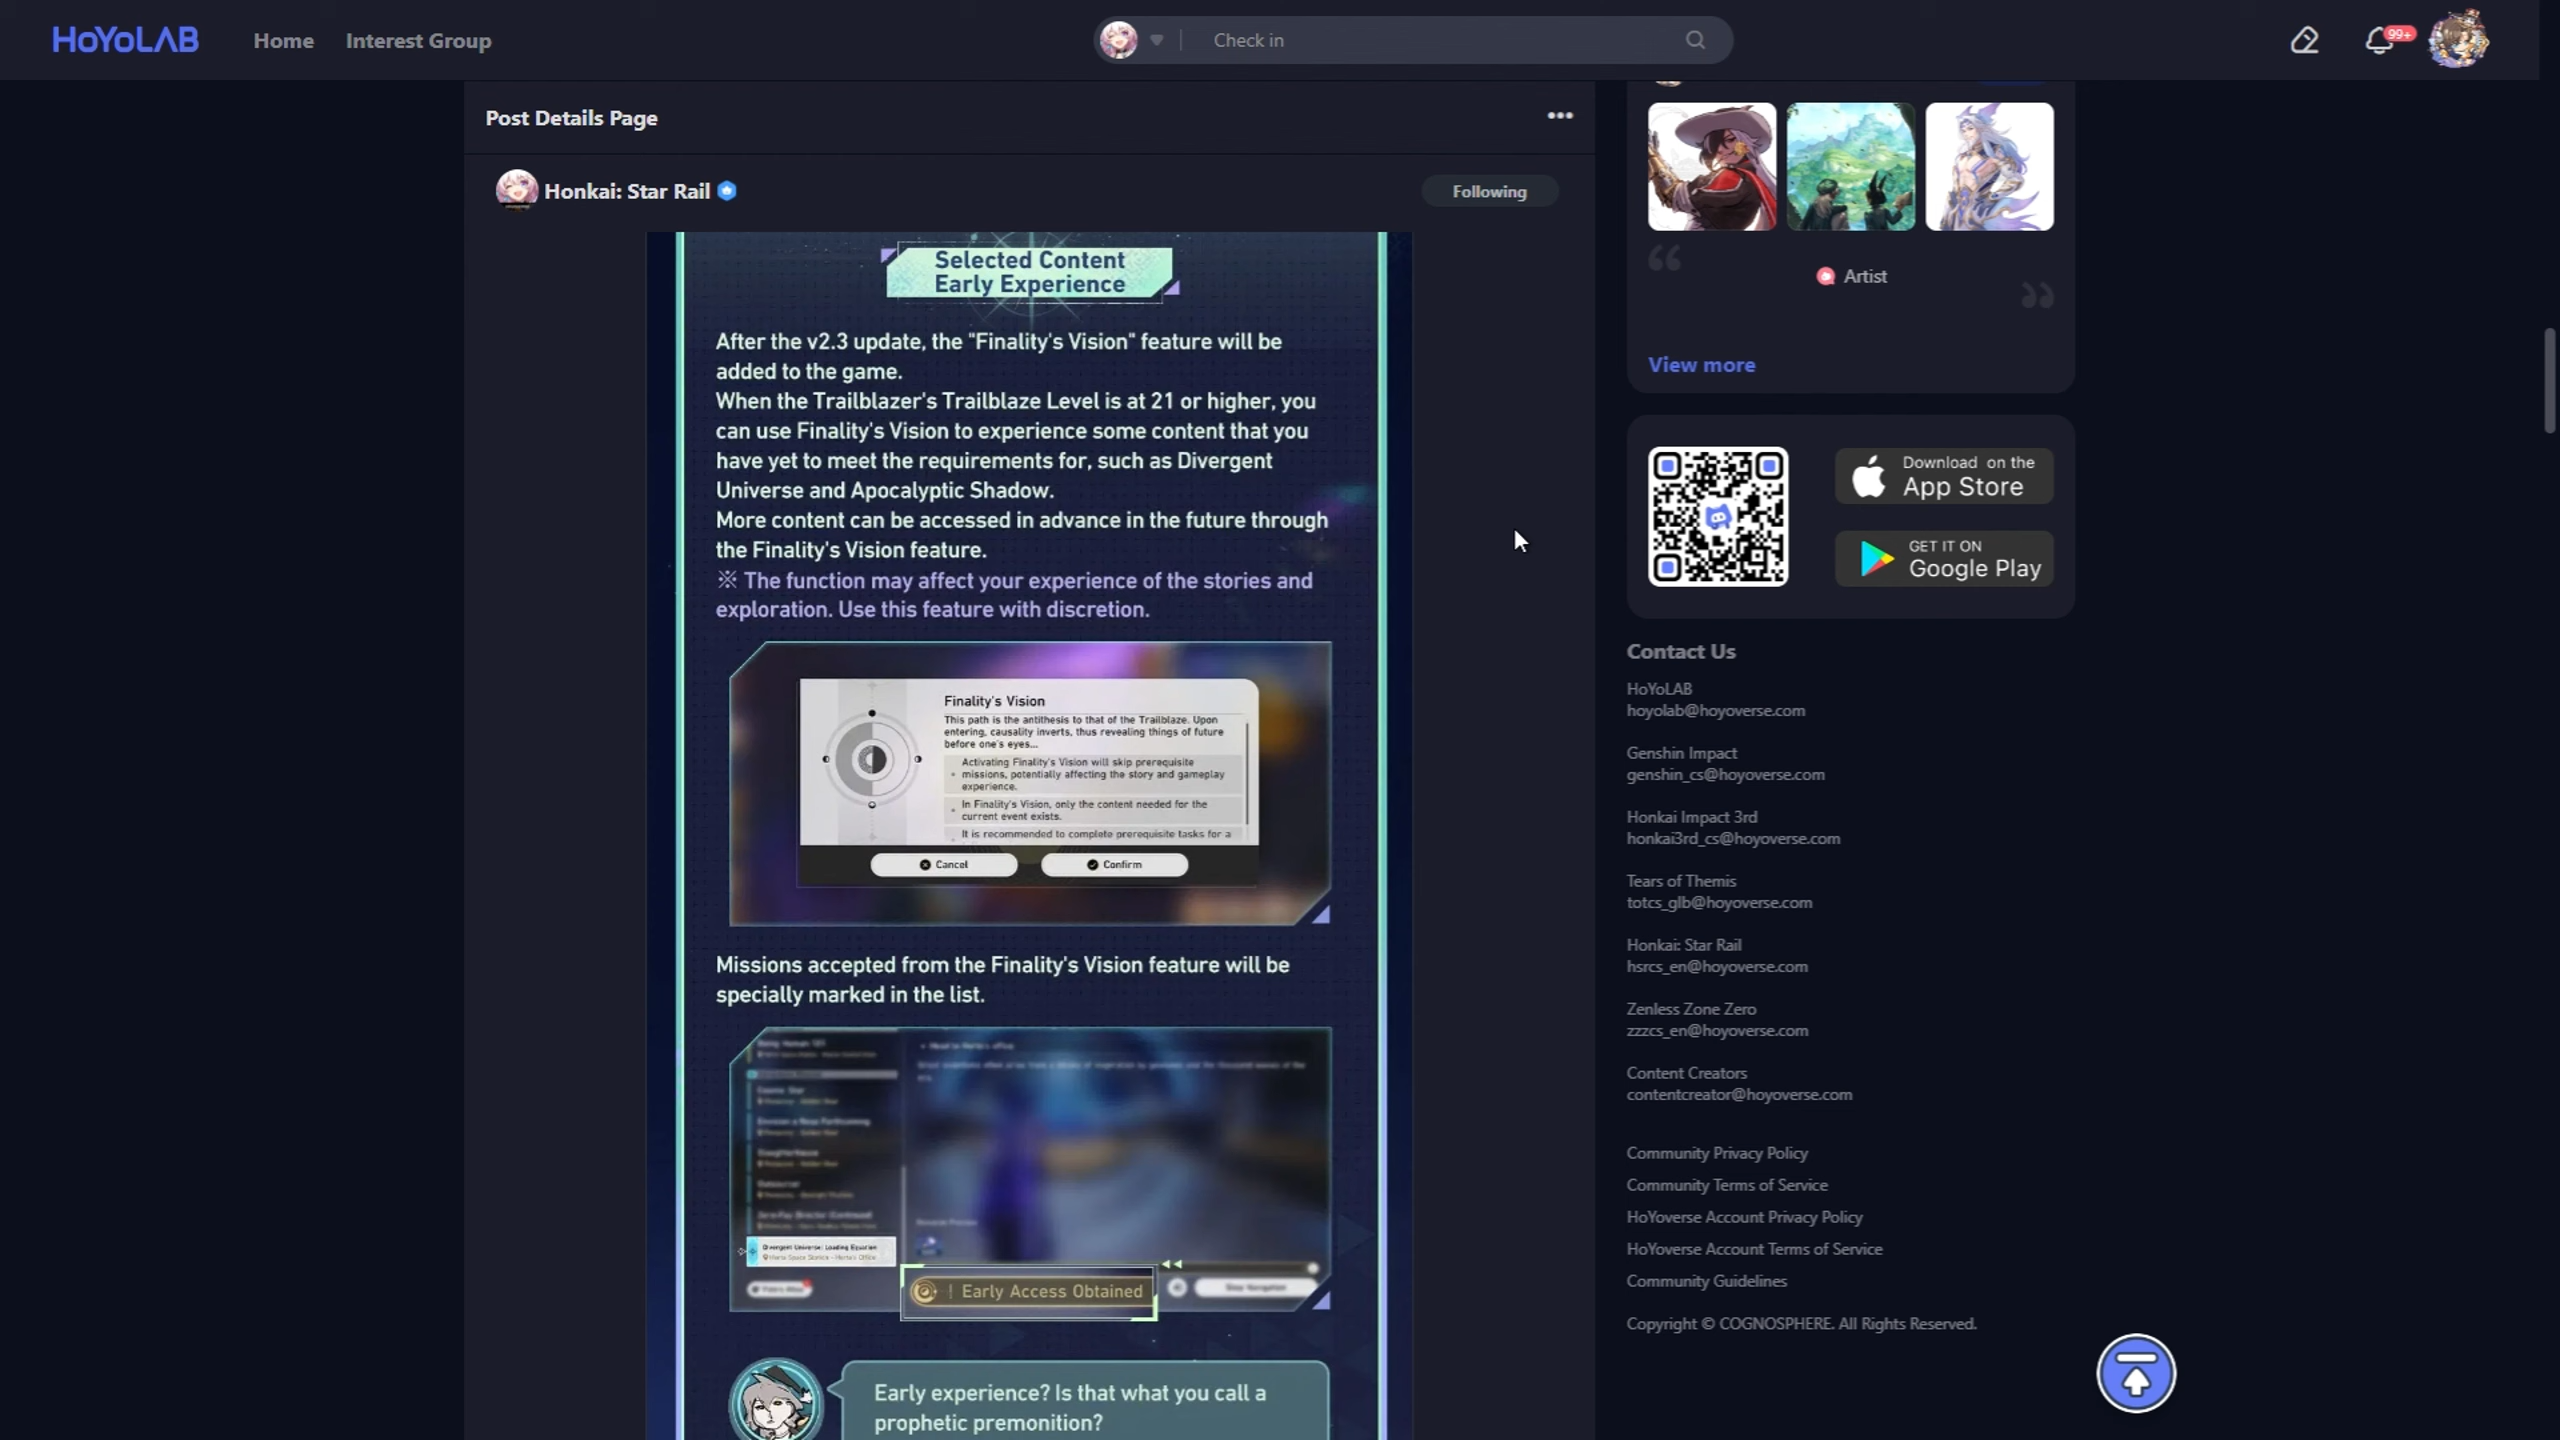 HoYoLAB
Home
Interest Group
Check in
99+
Post Details Page
Honkai: Star Rail
Following
Selected Content
Early Experience
After the v2.3 update, the "Finality's Vision" feature will be
added to the game.
When the Trailblazer's Trailblaze Level is at 21 or higher, you
can use Finality's Vision to experience some content that you
have yet to meet the requirements for, such as Divergent
Universe and Apocalyptic Shadow.
More content can be accessed in advance in the future through
the Finality's Vision feature.
※ The function may affect your experience of the stories and
exploration. Use this feature with discretion.
Finality's Vision
This path is the antithesis to that of the Trailblaze. Upon
entering, causality inverts, thus revealing things of future
before one's eyes...
Activating Finality's Vision will skip prerequisite
missions, potentially affecting the story and gameplay
experience.
In Finality's Vision, only the content needed for the
current event exists.
It is recommended to complete prerequisite tasks for a
Cancel
Confirm
Missions accepted from the Finality's Vision feature will be
specially marked in the list.
Divergent Universe: Loading Equation
Herta Space Station - Herta's Office
! Early Access Obtained
Early experience? Is that what you call a
prophetic premonition?
Artist
View more
Download on the
App Store
GET IT ON
Google Play
Contact Us
HoYoLAB
hoyolab@hoyoverse.com
Genshin Impact
genshin_cs@hoyoverse.com
Honkai Impact 3rd
honkai3rd_cs@hoyoverse.com
Tears of Themis
totcs_glb@hoyoverse.com
Honkai: Star Rail
hsrcs_en@hoyoverse.com
Zenless Zone Zero
zzzcs_en@hoyoverse.com
Content Creators
contentcreator@hoyoverse.com
Community Privacy Policy
Community Terms of Service
HoYoverse Account Privacy Policy
HoYoverse Account Terms of Service
Community Guidelines
Copyright © COGNOSPHERE. All Rights Reserved.